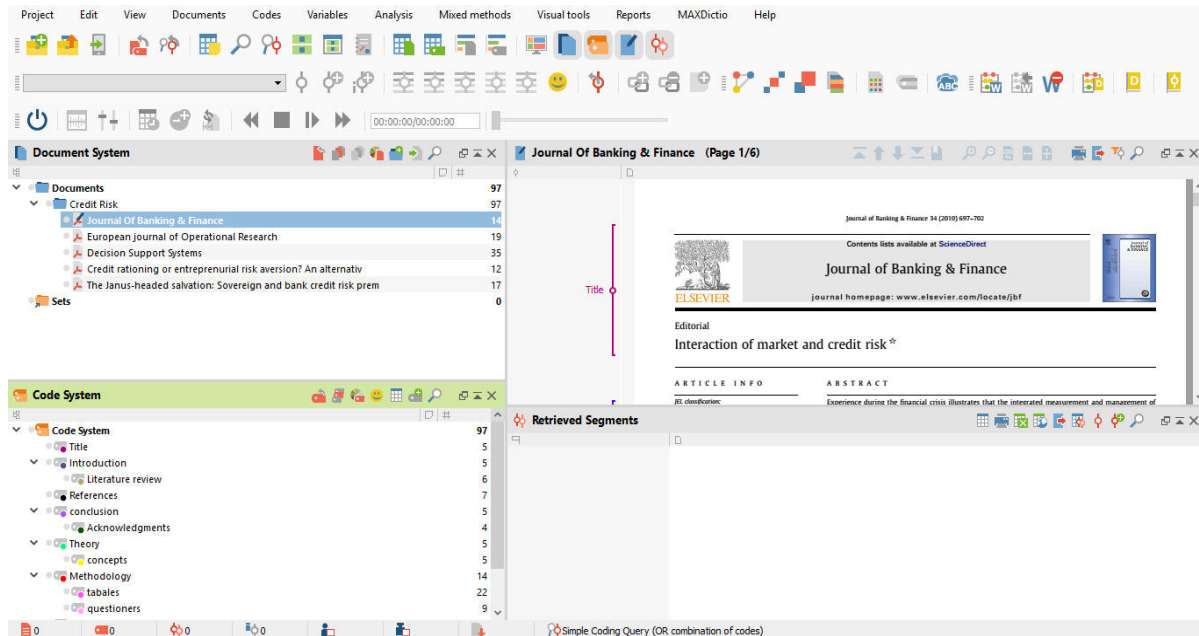 Project Edit View Documents Codes Variables Analysis Mixed methods Visual tools Reports MAXDictio Help
ABC W W D
00:00:00/00:00:00
Document System
Documents 97
Credit Risk 97
Journal Of Banking & Finance 14
European journal of Operational Research 19
Decision Support Systems 35
Credit rationing or entreprenurial risk aversion? An alternativ 12
The Janus-headed salvation: Sovereign and bank credit risk prem 17
Sets 0
Code System
Code System 97
Title 5
Introduction 5
Literature review 6
References 7
conclusion 5
Acknowledgments 4
Theory 5
concepts 5
Methodology 14
tabales 22
questioners 9
Journal Of Banking & Finance (Page 1/6)
Title
Journal of Banking & Finance 34 (2010) 697–702
Contents lists available at ScienceDirect
Journal of Banking & Finance
journal homepage: www.elsevier.com/locate/jbf
ELSEVIER
Editorial
Interaction of market and credit risk ☆
ARTICLE INFO ABSTRACT
JEL classification: Experience during the financial crisis illustrates that the integrated measurement and management of
Retrieved Segments
0 0 0 0
Simple Coding Query (OR combination of codes)